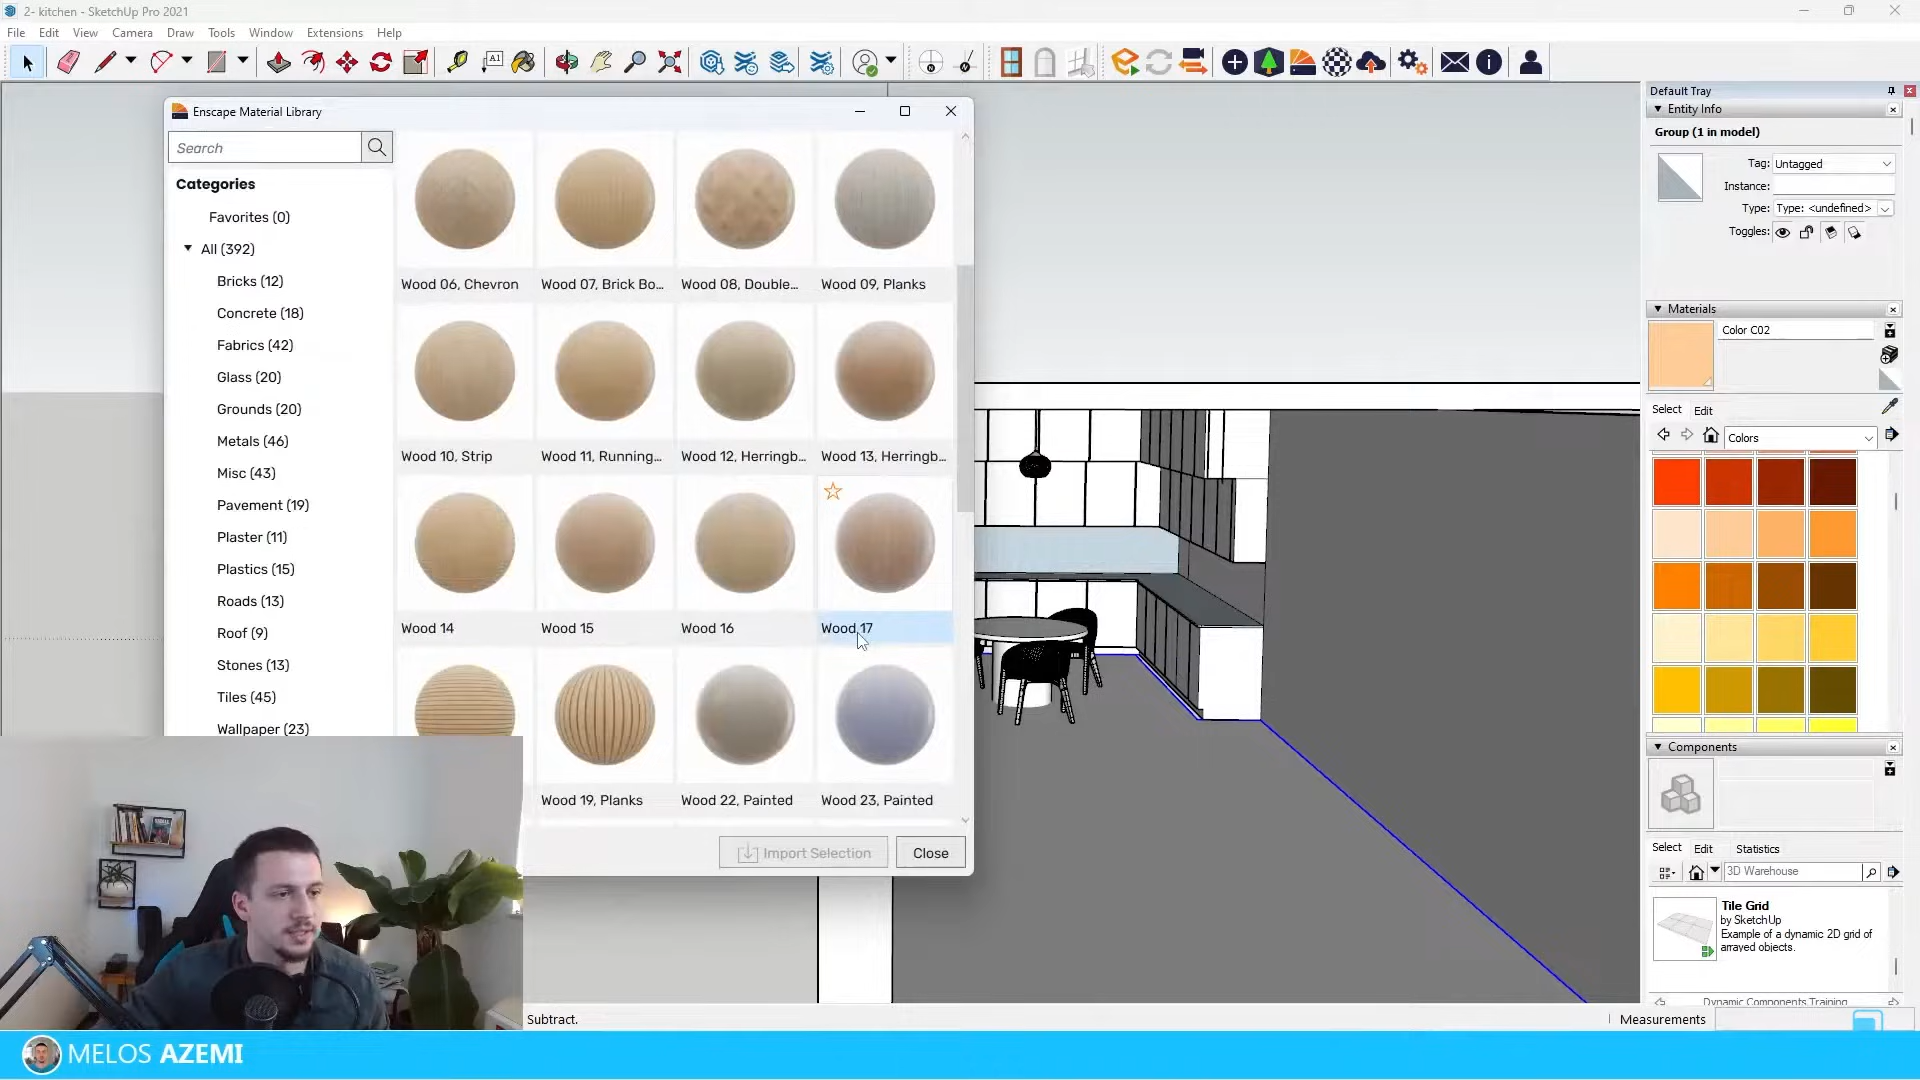 2- kitchen - SketchUp Pro 2021
File Edit View Camera Draw Tools Window Extensions Help
Enscape Material Library
Search
Categories
Favorites (0)
All (392)
Bricks (12)
Concrete (18)
Fabrics (42)
Glass (20)
Grounds (20)
Metals (46)
Misc (43)
Pavement (19)
Plaster (11)
Plastics (15)
Roads (13)
Roof (9)
Stones (13)
Tiles (45)
Wallpaper (23)
Wood 06, Chevron
Wood 07, Brick Bo...
Wood 08, Double...
Wood 09, Planks
Wood 10, Strip
Wood 11, Running...
Wood 12, Herringb...
Wood 13, Herringb...
Wood 14
Wood 15
Wood 16
Wood 17
Wood 19, Planks
Wood 22, Painted
Wood 23, Painted
Import Selection
Close
Default Tray
Entity Info
Group (1 in model)
Tag: Untagged
Instance:
Type: Type: <undefined>
Toggles:
Materials
Color C02
Select Edit
Colors
Components
Select Edit Statistics
3D Warehouse
Tile Grid
by SketchUp
Example of a dynamic 2D grid of
arrayed objects.
Dynamic Components Training
Subtract.
Measurements
MELOS AZEMI